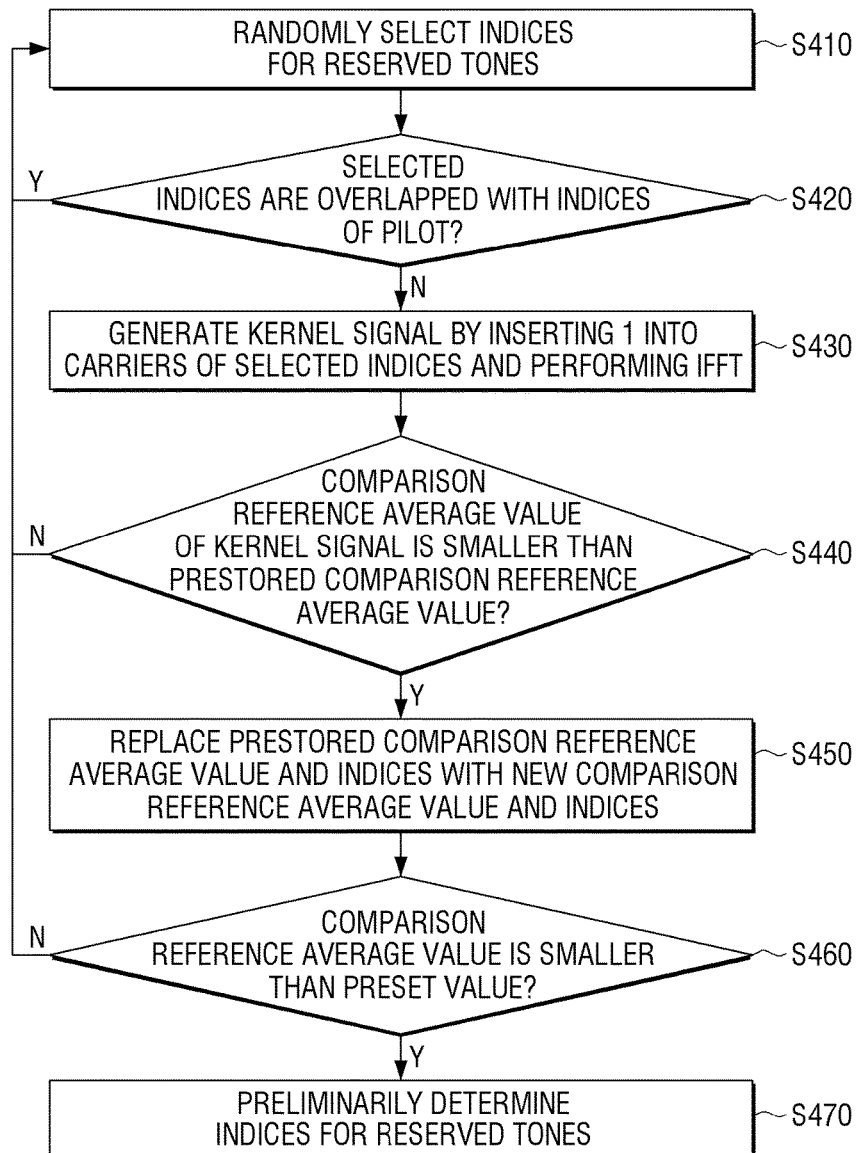 RANDOMLY SELECT INDICES
FOR RESERVED TONES
S410
SELECTED
INDICES ARE OVERLAPPED WITH INDICES
OF PILOT?
Y
S420
N
GENERATE KERNEL SIGNAL BY INSERTING 1 INTO
CARRIERS OF SELECTED INDICES AND PERFORMING IFFT
S430
COMPARISON
REFERENCE AVERAGE VALUE
OF KERNEL SIGNAL IS SMALLER THAN
PRESTORED COMPARISON REFERENCE
AVERAGE VALUE?
N
S440
Y
REPLACE PRESTORED COMPARISON REFERENCE
AVERAGE VALUE AND INDICES WITH NEW COMPARISON
REFERENCE AVERAGE VALUE AND INDICES
S450
COMPARISON
REFERENCE AVERAGE VALUE IS SMALLER
THAN PRESET VALUE?
N
S460
Y
PRELIMINARILY DETERMINE
INDICES FOR RESERVED TONES
S470